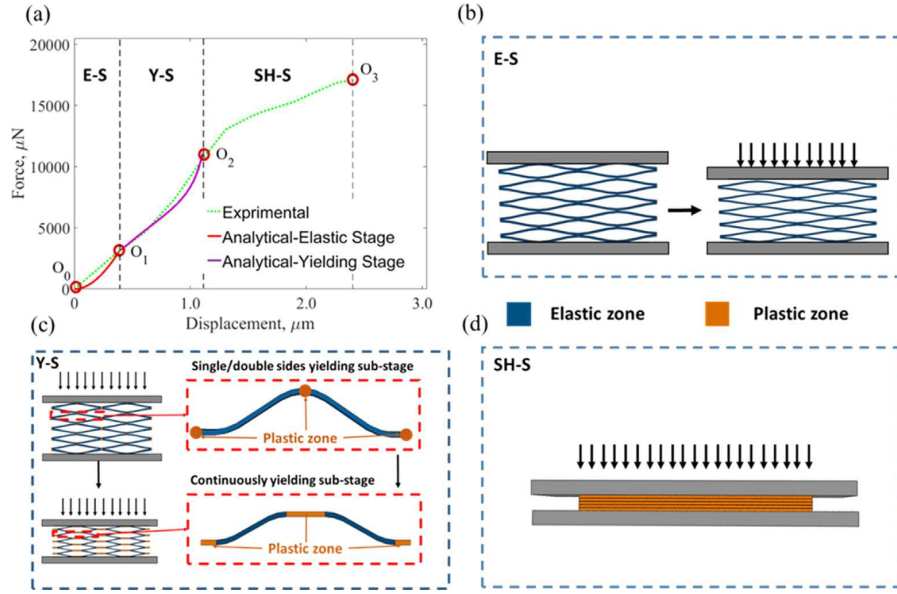 (a)
20000
15000
10000
5000
0
Force, μN
E-S
Y-S
SH-S
O3
O2
O1
O0
Exprimental
Analytical-Elastic Stage
Analytical-Yielding Stage
0
1.0
2.0
3.0
Displacement, μm
(b)
E-S
Elastic zone
Plastic zone
(c)
Y-S
Single/double sides yielding sub-stage
Plastic zone
Continuously yielding sub-stage
Plastic zone
(d)
SH-S